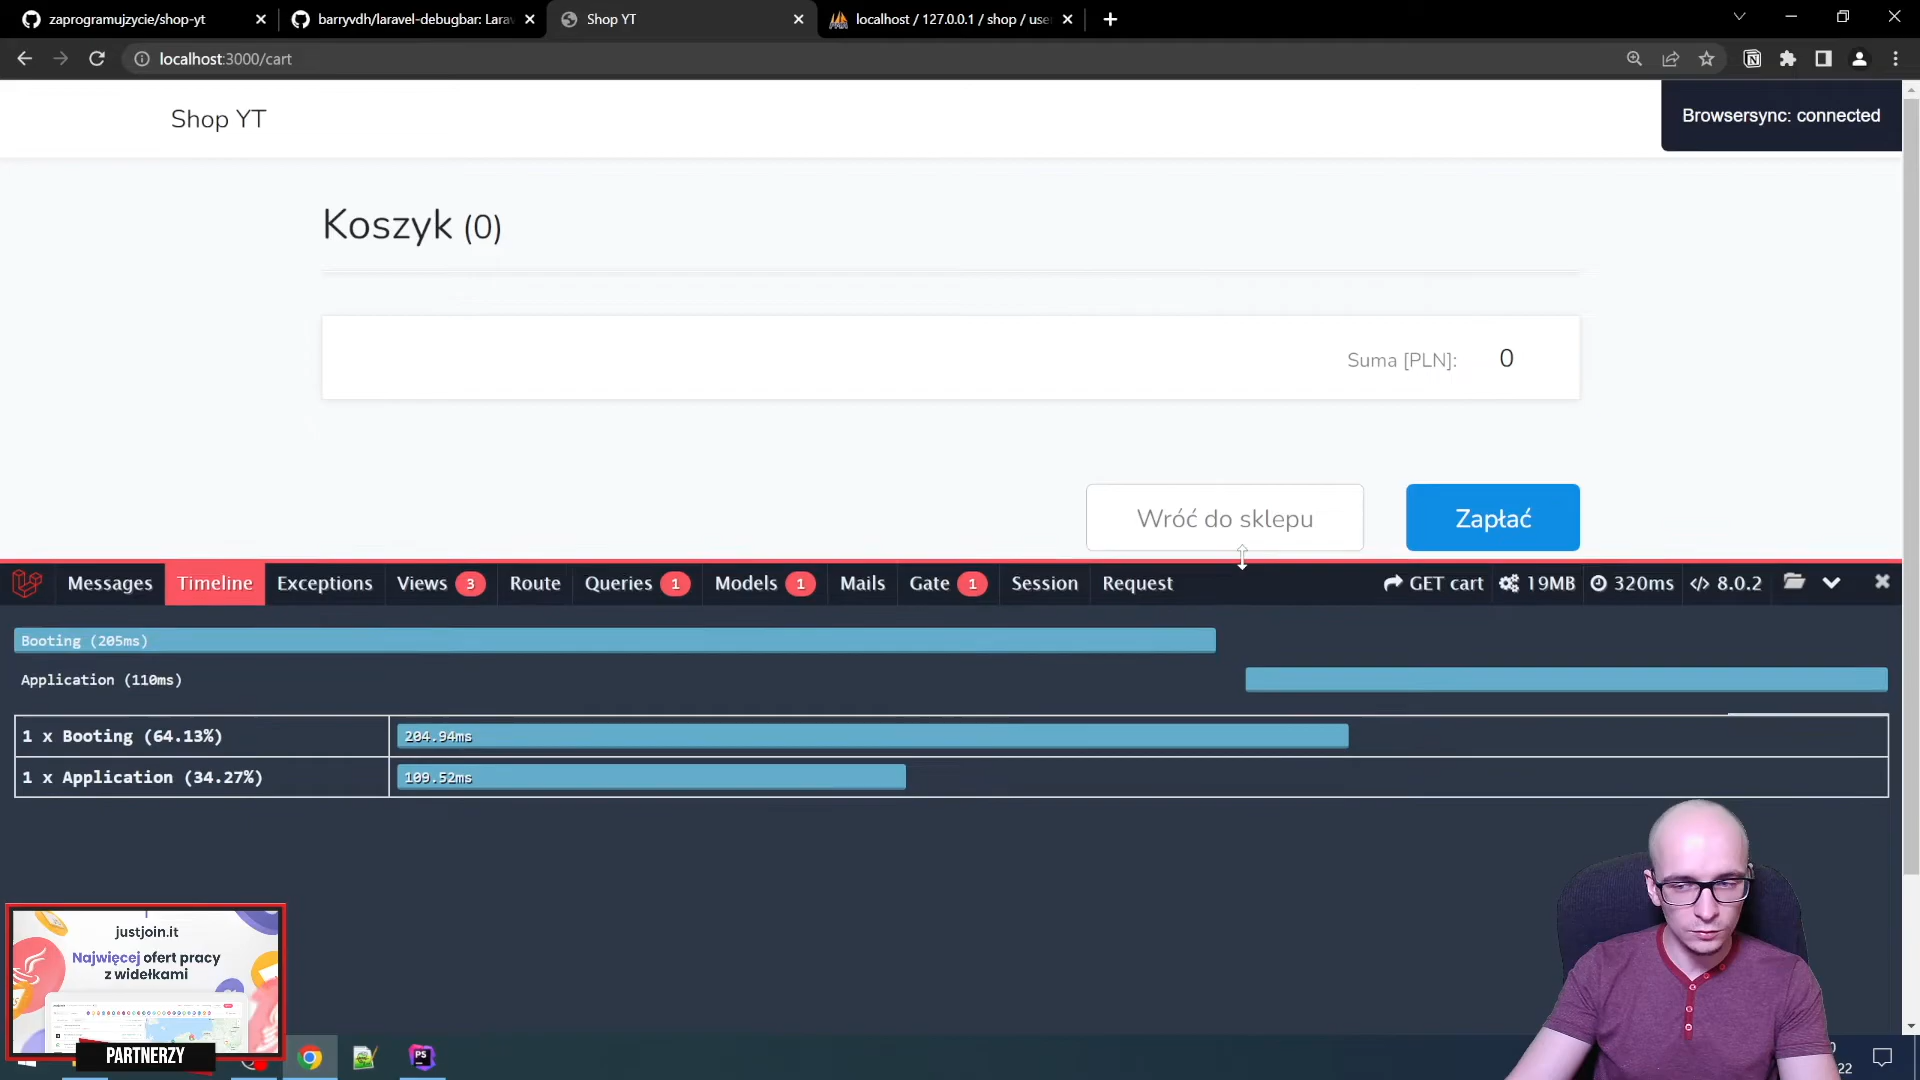 zaprogramujzycie/shop-yt
barryvdh/laravel-debugbar: Lara
Shop YT
localhost / 127.0.0.1 / shop / use
localhost:3000/cart
Shop YT
Browsersync: connected
Koszyk (0)
Suma [PLN]: 0
Wróć do sklepu
Zapłać
Messages Timeline Exceptions Views 3 Route Queries 1 Models 1 Mails Gate 1 Session Request GET cart 19MB 320ms 8.0.2
Booting (205ms)
Application (110ms)
1 x Booting (64.13%) 204.94ms
1 x Application (34.27%) 109.52ms
justjoin.it
Najwięcej ofert pracy
z widełkami
PARTNERZY
PS
22